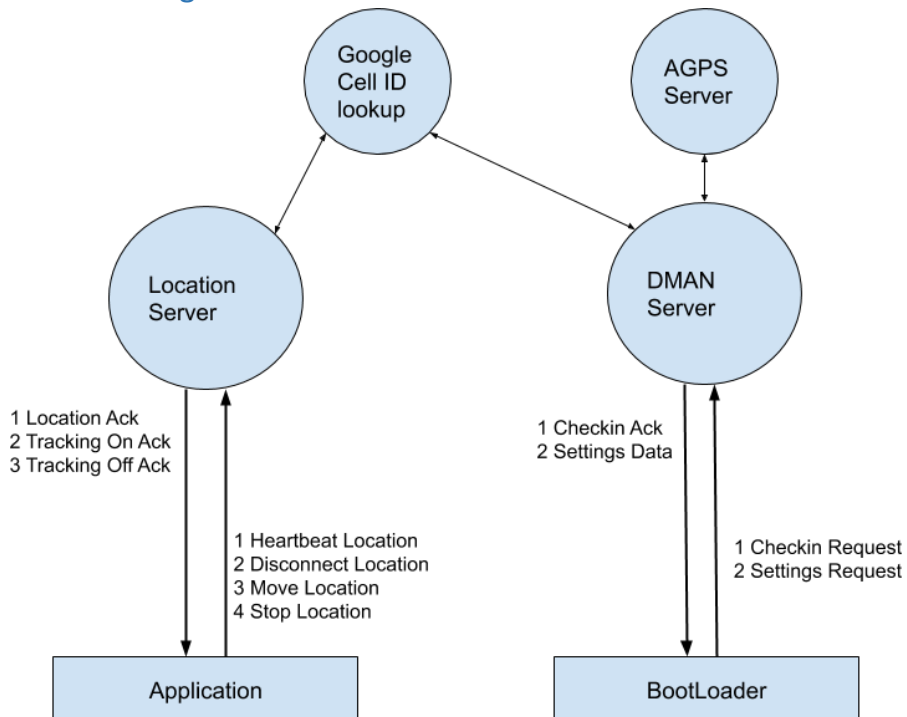 Google
Cell ID
lookup
AGPS
Server
Location
Server
DMAN
Server
1 Location Ack
2 Tracking On Ack
3 Tracking Off Ack
1 Checkin Ack
2 Settings Data
1 Heartbeat Location
2 Disconnect Location
3 Move Location
4 Stop Location
1 Checkin Request
2 Settings Request
Application
BootLoader